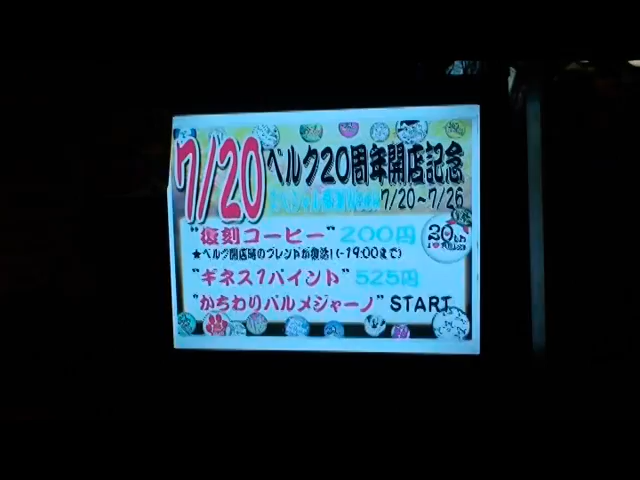 7/20
ベルク20周年開店記念
7/20~7/26
"復刻コーヒー"200円
★ベルク開店時のブレンドが復活!(~19:00まで)
"ギネス1パイント"525円
"かちわりパルメジャーノ"START
20th